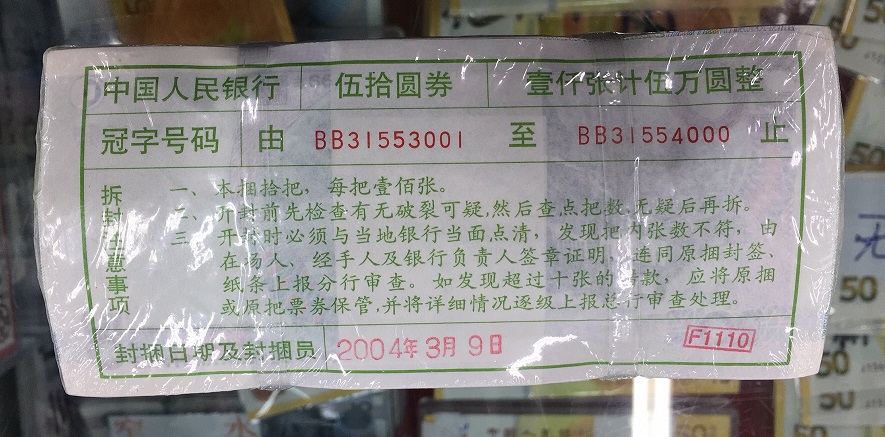 中国人民银行 伍拾圆券 壹仟张计伍万圆整
冠字号码 由 BB31553001 至 BB31554000 止
拆封注意事项
一、本捆拾把，每把壹佰张。
二、开封前先检查有无破裂可疑,然后查点把数,无疑后再拆。
三、开封时必须与当地银行当面点清，发现把内张数不符，由
在场人、经手人及银行负责人签章证明，连同原捆封签、
纸条上报分行审查。如发现超过十张的错款，应将原捆
或原把票券保管,并将详细情况逐级上报总行审查处理。
封捆日期及封捆员 2004年3月9日 F1110
50
50
50
50
50